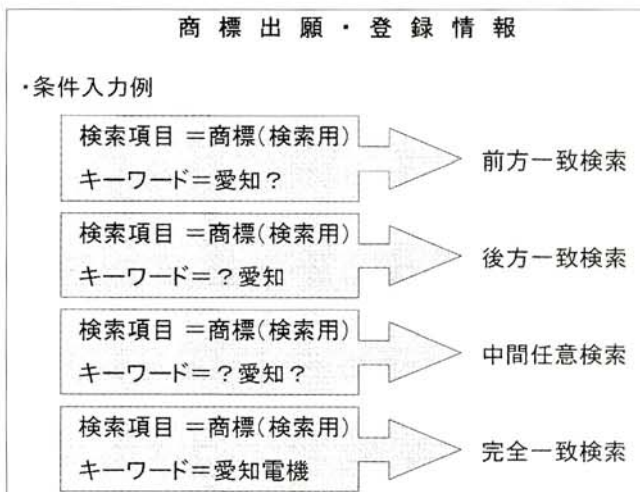 商標出願・登録情報
・条件入力例
検索項目 =商標(検索用)
キーワード=愛知?
前方一致検索
検索項目 =商標(検索用)
キーワード=?愛知
後方一致検索
検索項目 =商標(検索用)
キーワード=?愛知?
中間任意検索
検索項目 =商標(検索用)
キーワード=愛知電機
完全一致検索